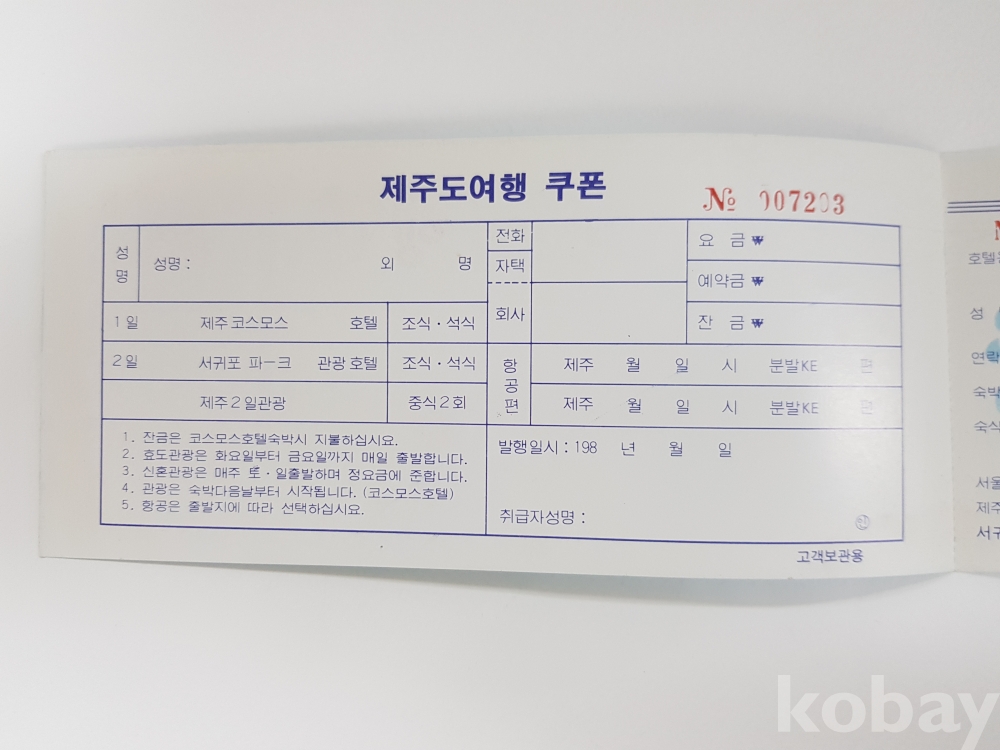 제주도여행 쿠폰
№ 007203
성명
성명 : 외 명
전화
자택
회사
요 금 ₩
예약금 ₩
잔 금 ₩
1일 제주코스모스 호텔 조식·석식
2일 서귀포 파—크 관광호텔 조식·석식
제주2일관광 중식2회
항공편
제주 월 일 시 분발KE 편
제주 월 일 시 분발KE 편
1. 잔금은 코스모스호텔숙박시 지불하십시요.
2. 효도관광은 화요일부터 금요일까지 매일 출발합니다.
3. 신혼관광은 매주 토·일출발하며 정요금에 준합니다.
4. 관광은 숙박다음날부터 시작됩니다. (코스모스호텔)
5. 항공은 출발지에 따라 선택하십시요.
발행일시 : 198 년 월 일
취급자성명 : ㊞
고객보관용
성
숙박
서울
제주
kobay